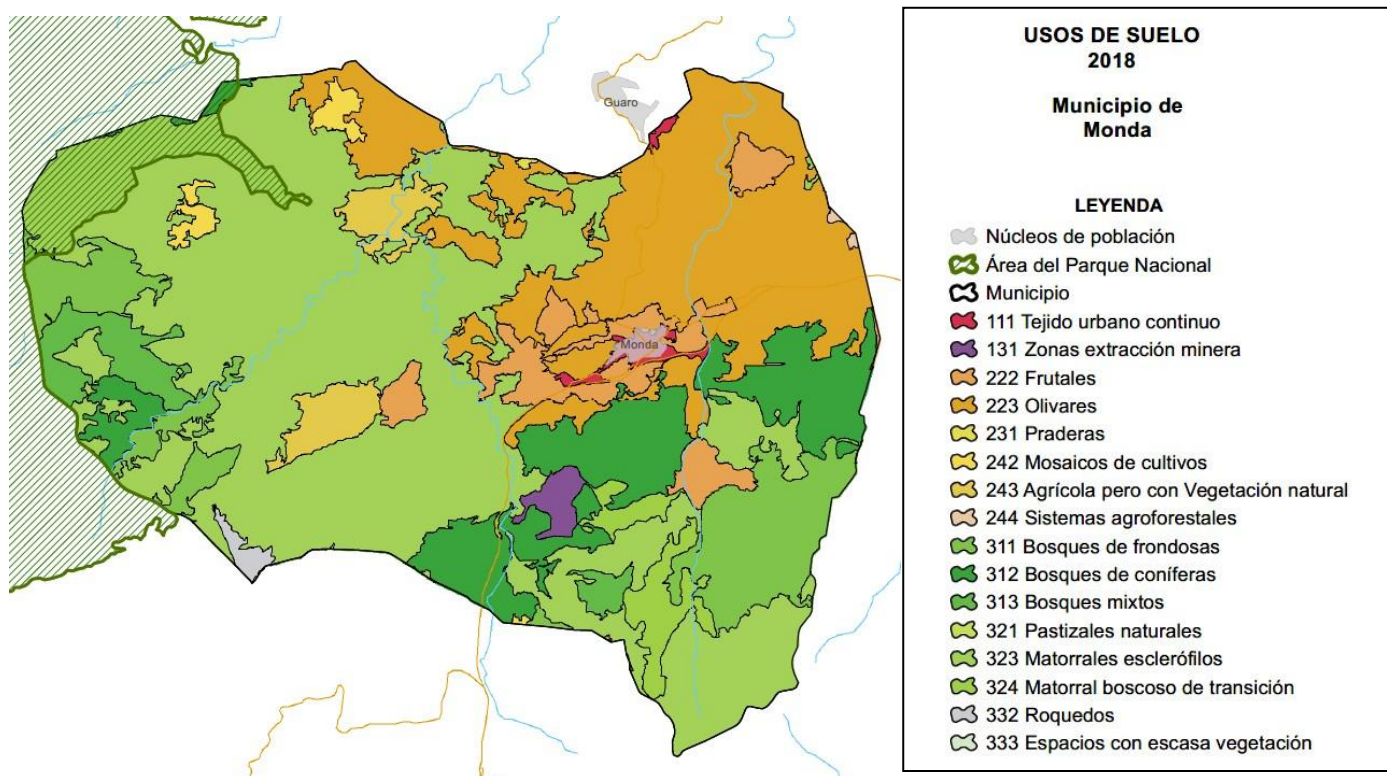 Guaro
Monda
USOS DE SUELO
2018
Municipio de
Monda
LEYENDA
Núcleos de población
Área del Parque Nacional
Municipio
111 Tejido urbano continuo
131 Zonas extracción minera
222 Frutales
223 Olivares
231 Praderas
242 Mosaicos de cultivos
243 Agrícola pero con Vegetación natural
244 Sistemas agroforestales
311 Bosques de frondosas
312 Bosques de coníferas
313 Bosques mixtos
321 Pastizales naturales
323 Matorrales esclerófilos
324 Matorral boscoso de transición
332 Roquedos
333 Espacios con escasa vegetación